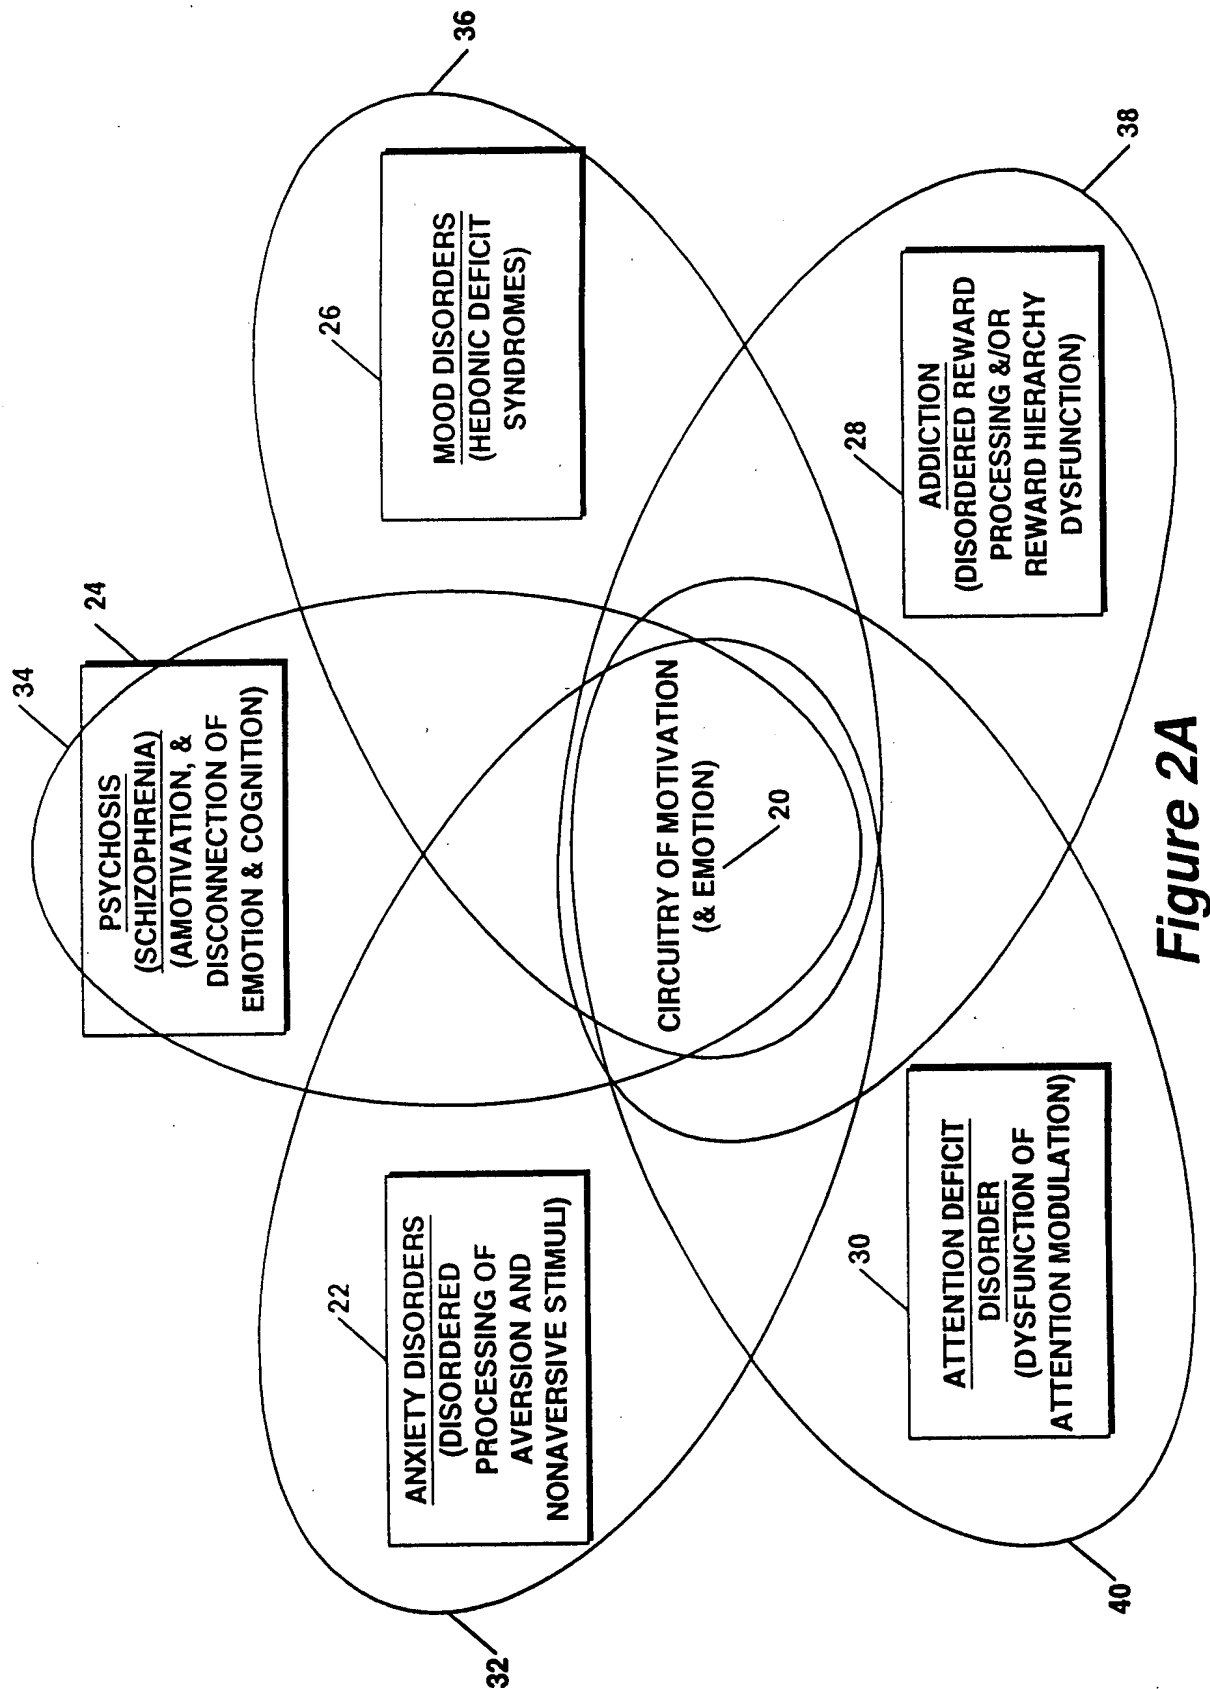 34
24
PSYCHOSIS
(SCHIZOPHRENIA)
(AMOTIVATION, &
DISCONNECTION OF
EMOTION & COGNITION)
36
26
MOOD DISORDERS
(HEDONIC DEFICIT
SYNDROMES)
22
ANXIETY DISORDERS
(DISORDERED
PROCESSING OF
AVERSION AND
NONAVERSIVE STIMULI)
32
CIRCUITRY OF MOTIVATION
(& EMOTION)
20
30
ATTENTION DEFICIT
DISORDER
(DYSFUNCTION OF
ATTENTION MODULATION)
40
28
ADDICTION
(DISORDERED REWARD
PROCESSING &/OR
REWARD HIERARCHY
DYSFUNCTION)
38
Figure 2A